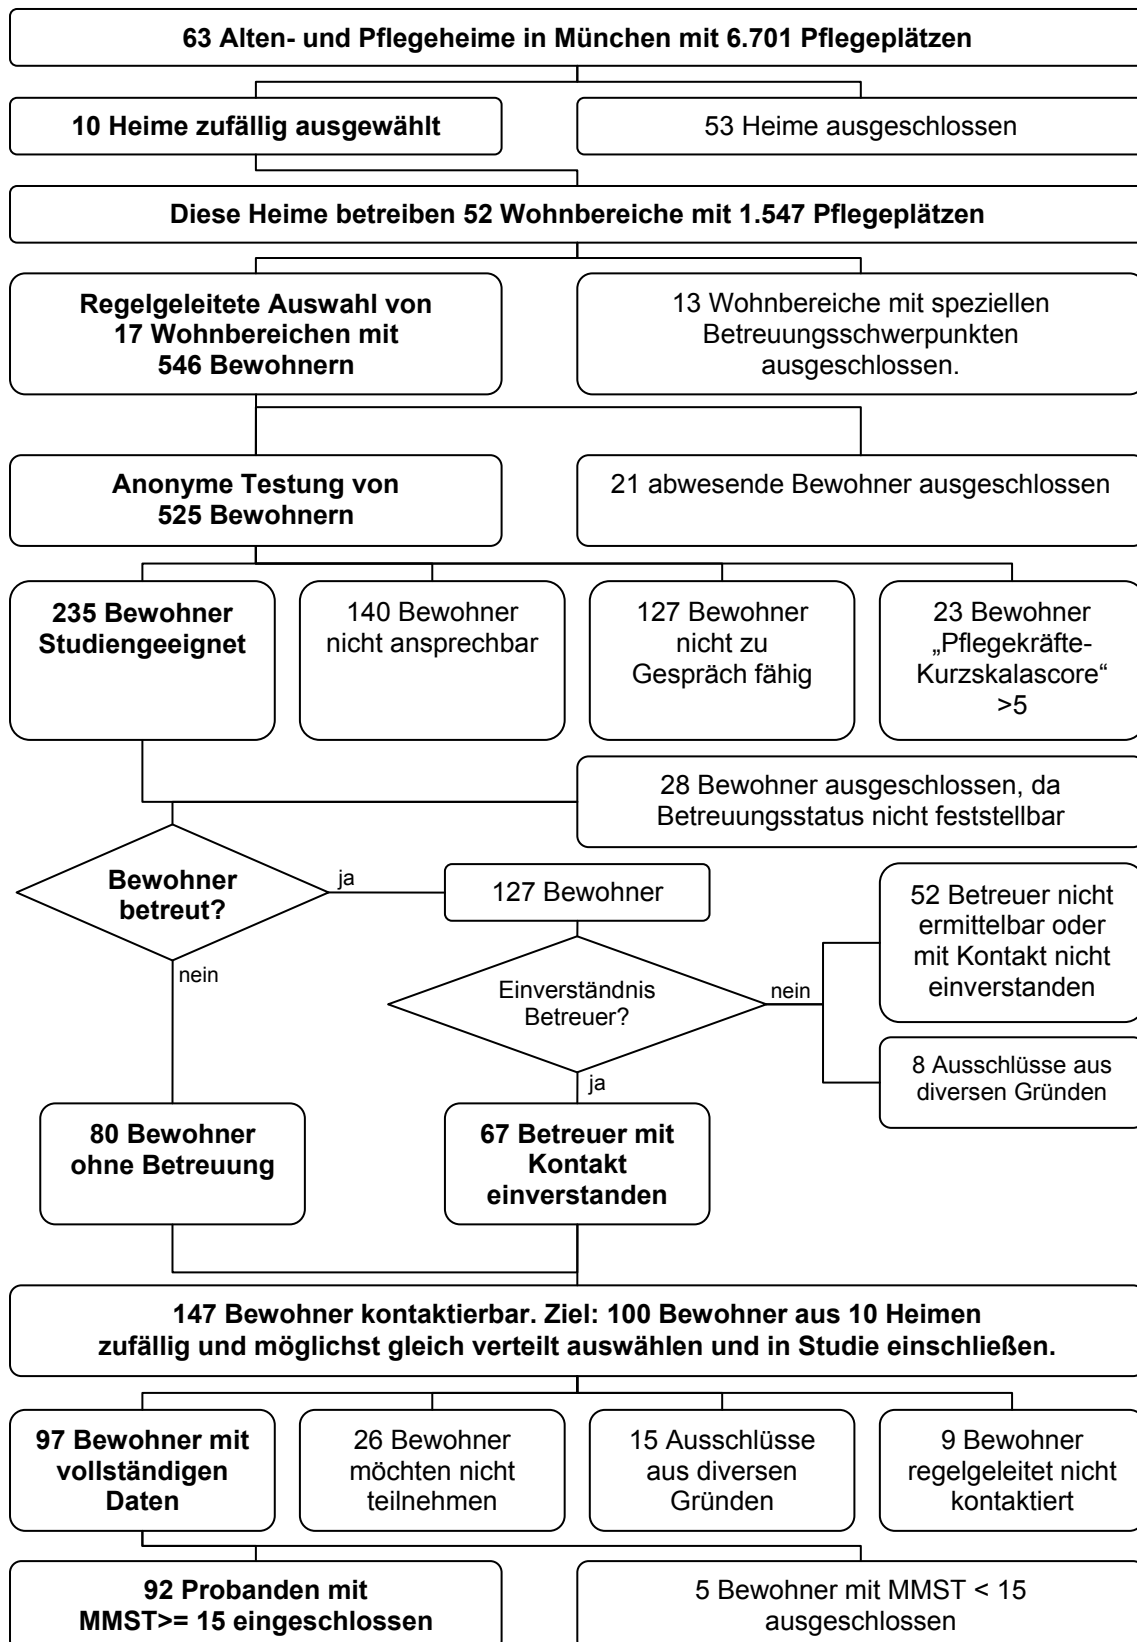 63 Alten- und Pflegeheime in München mit 6.701 Pflegeplätzen
10 Heime zufällig ausgewählt
53 Heime ausgeschlossen
Diese Heime betreiben 52 Wohnbereiche mit 1.547 Pflegeplätzen
Regelgeleitete Auswahl von
17 Wohnbereichen mit
546 Bewohnern
13 Wohnbereiche mit speziellen
Betreuungsschwerpunkten
ausgeschlossen.
Anonyme Testung von
525 Bewohnern
21 abwesende Bewohner ausgeschlossen
235 Bewohner
Studiengeeignet
140 Bewohner
nicht ansprechbar
127 Bewohner
nicht zu
Gespräch fähig
23 Bewohner
„Pflegekräfte-
Kurzskalascore“
>5
28 Bewohner ausgeschlossen, da
Betreuungsstatus nicht feststellbar
Bewohner
betreut?
ja
127 Bewohner
52 Betreuer nicht
ermittelbar oder
mit Kontakt nicht
einverstanden
nein
Einverständnis
Betreuer?
nein
8 Ausschlüsse aus
diversen Gründen
ja
80 Bewohner
ohne Betreuung
67 Betreuer mit
Kontakt
einverstanden
147 Bewohner kontaktierbar. Ziel: 100 Bewohner aus 10 Heimen
zufällig und möglichst gleich verteilt auswählen und in Studie einschließen.
97 Bewohner mit
vollständigen
Daten
26 Bewohner
möchten nicht
teilnehmen
15 Ausschlüsse
aus diversen
Gründen
9 Bewohner
regelgeleitet nicht
kontaktiert
92 Probanden mit
MMST>= 15 eingeschlossen
5 Bewohner mit MMST < 15
ausgeschlossen